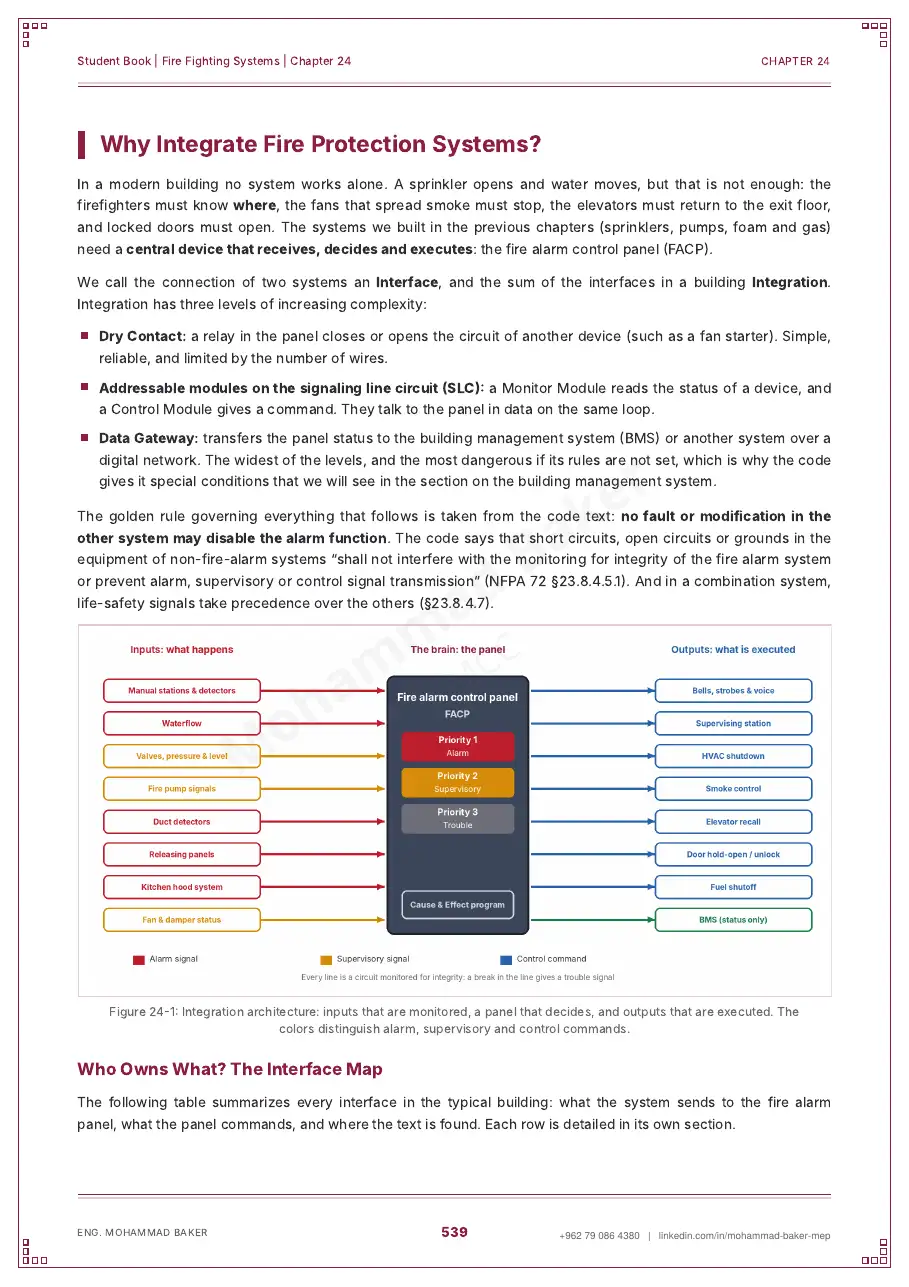 Student Book | Fire Fighting Systems | Chapter 24
CHAPTER 24
Why Integrate Fire Protection Systems?
In a modern building no system works alone. A sprinkler opens and water moves, but that is not enough: the
firefighters must know where, the fans that spread smoke must stop, the elevators must return to the exit floor,
and locked doors must open. The systems we built in the previous chapters (sprinklers, pumps, foam and gas)
need a central device that receives, decides and executes: the fire alarm control panel (FACP).
We call the connection of two systems an Interface, and the sum of the interfaces in a building Integration.
Integration has three levels of increasing complexity:
Dry Contact: a relay in the panel closes or opens the circuit of another device (such as a fan starter). Simple,
reliable, and limited by the number of wires.
Addressable modules on the signaling line circuit (SLC): a Monitor Module reads the status of a device, and
a Control Module gives a command. They talk to the panel in data on the same loop.
Data Gateway: transfers the panel status to the building management system (BMS) or another system over a
digital network. The widest of the levels, and the most dangerous if its rules are not set, which is why the code
gives it special conditions that we will see in the section on the building management system.
The golden rule governing everything that follows is taken from the code text: no fault or modification in the
other system may disable the alarm function. The code says that short circuits, open circuits or grounds in the
equipment of non-fire-alarm systems “shall not interfere with the monitoring for integrity of the fire alarm system
or prevent alarm, supervisory or control signal transmission” (NFPA 72 §23.8.4.5.1). And in a combination system,
life-safety signals take precedence over the others (§23.8.4.7).
Inputs: what happens
The brain: the panel
Outputs: what is executed
Manual stations & detectors
Waterflow
Valves, pressure & level
Fire pump signals
Duct detectors
Releasing panels
Kitchen hood system
Fan & damper status
Fire alarm control panel
FACP
Priority 1
Alarm
Priority 2
Supervisory
Priority 3
Trouble
Cause & Effect program
Bells, strobes & voice
Supervising station
HVAC shutdown
Smoke control
Elevator recall
Door hold-open / unlock
Fuel shutoff
BMS (status only)
Alarm signal
Supervisory signal
Control command
Every line is a circuit monitored for integrity: a break in the line gives a trouble signal
Figure 24-1: Integration architecture: inputs that are monitored, a panel that decides, and outputs that are executed. The
colors distinguish alarm, supervisory and control commands.
Who Owns What? The Interface Map
The following table summarizes every interface in the typical building: what the system sends to the fire alarm
panel, what the panel commands, and where the text is found. Each row is detailed in its own section.
ENG. MOHAMMAD BAKER
539
+962 79 086 4380 | linkedin.com/in/mohammad-baker-mep
Mohammad Baker